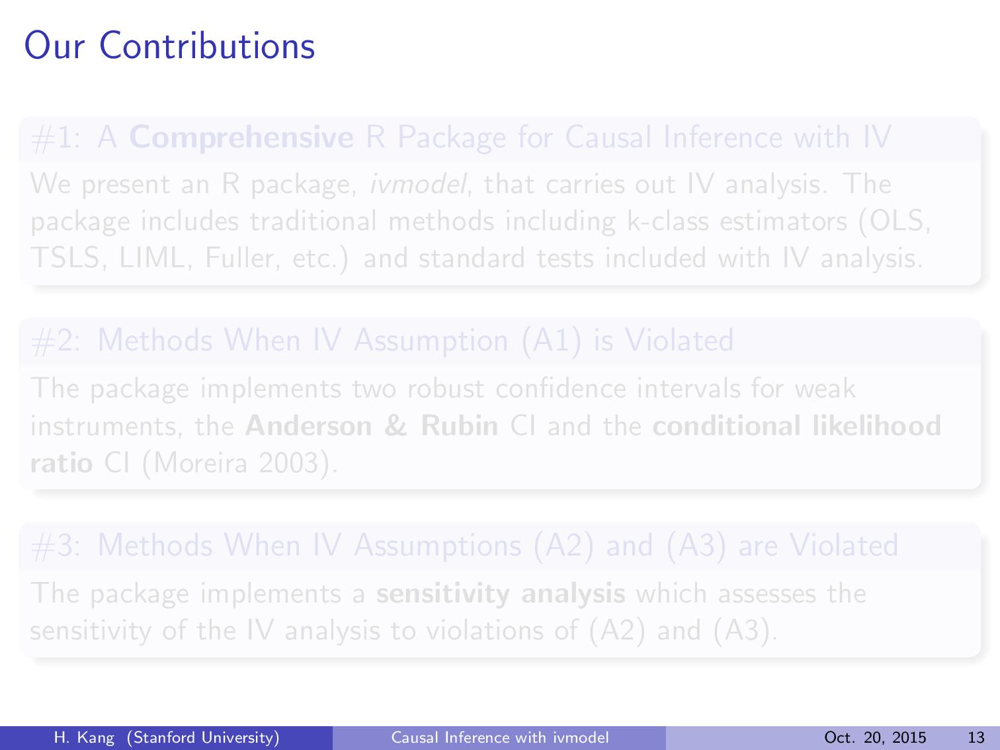 Our Contributions
#1: A Comprehensive R Package for Causal Inference with IV
We present an R package, ivmodel, that carries out IV analysis. The
package includes traditional methods including k-class estimators (OLS,
TSLS, LIML, Fuller, etc.) and standard tests included with IV analysis.
#2: Methods When IV Assumption (A1) is Violated
The package implements two robust confidence intervals for weak
instruments, the Anderson & Rubin CI and the conditional likelihood
ratio CI (Moreira 2003).
#3: Methods When IV Assumptions (A2) and (A3) are Violated
The package implements a sensitivity analysis which assesses the
sensitivity of the IV analysis to violations of (A2) and (A3).
H. Kang (Stanford University) Causal Inference with ivmodel Oct. 20, 2015 13